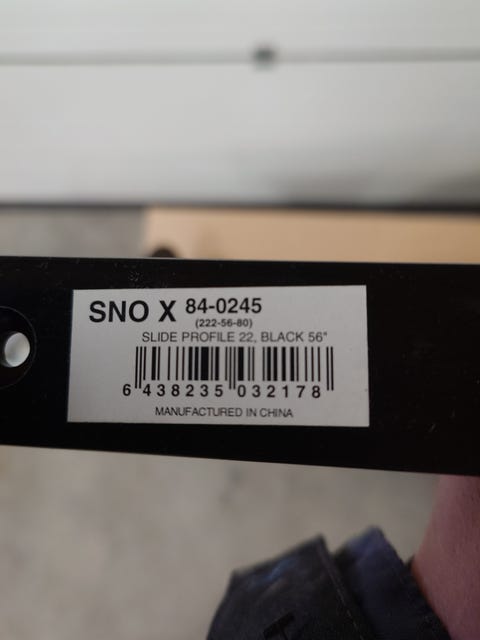 SNO X 84-0245
(222-56-80)
SLIDE PROFILE 22, BLACK 56"
6 438235 032178
MANUFACTURED IN CHINA